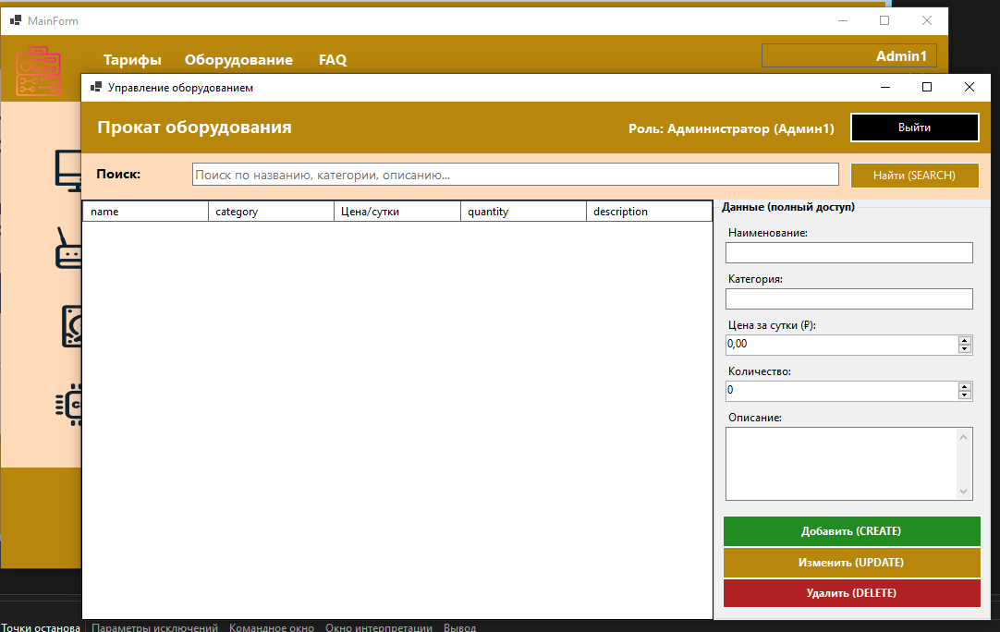 MainForm
Тарифы Оборудование FAQ Admin1
Управление оборудованием
Прокат оборудования Роль: Администратор (Админ1) Выйти
Поиск: Поиск по названию, категории, описанию... Найти (SEARCH)
name category Цена/сутки quantity description
Данные (полный доступ)
Наименование:
Категория:
Цена за сутки (₽):
0,00
Количество:
0
Описание:
Добавить (CREATE)
Изменить (UPDATE)
Удалить (DELETE)
Точки останова Параметры исключений Командное окно Окно интерпретации Вывод